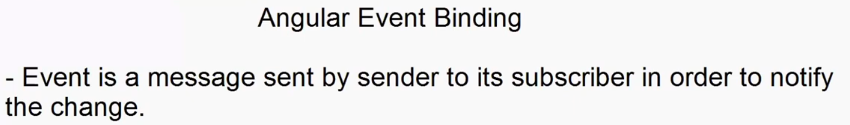 Angular Event Binding
- Event is a message sent by sender to its subscriber in order to notify
the change.